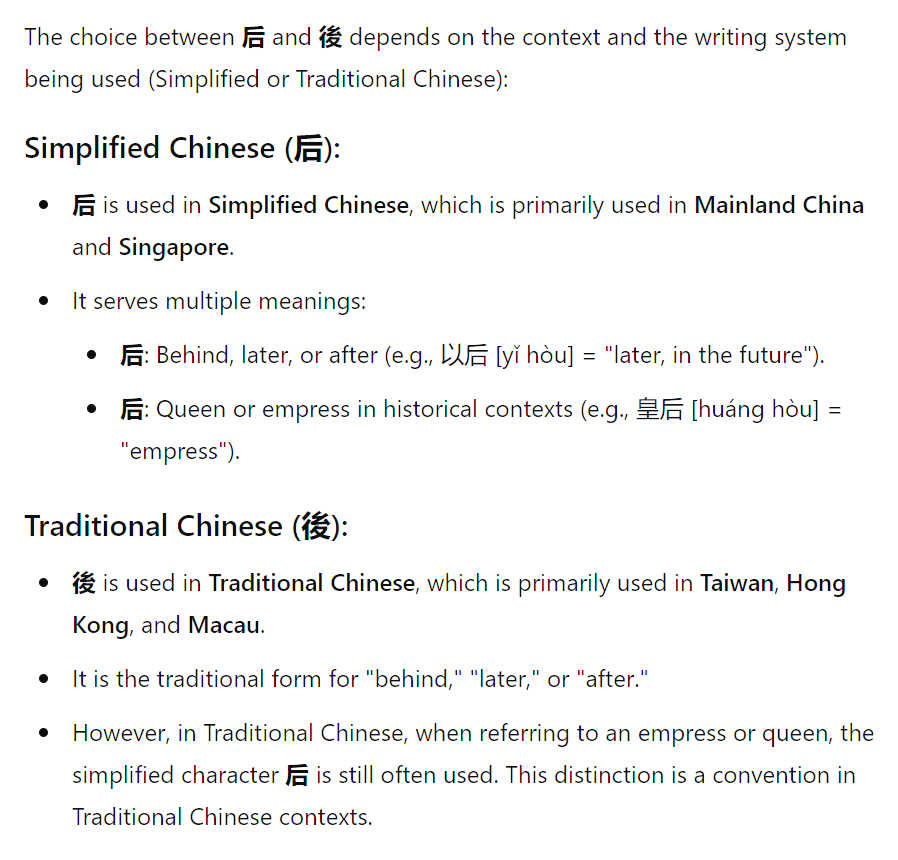 The choice between 后 and 後 depends on the context and the writing system
being used (Simplified or Traditional Chinese):
Simplified Chinese (后):
• 后 is used in Simplified Chinese, which is primarily used in Mainland China
and Singapore.
• It serves multiple meanings:
• 后: Behind, later, or after (e.g., 以后 [yǐ hòu] = "later, in the future").
• 后: Queen or empress in historical contexts (e.g., 皇后 [huáng hòu] =
"empress").
Traditional Chinese (後):
• 後 is used in Traditional Chinese, which is primarily used in Taiwan, Hong
Kong, and Macau.
• It is the traditional form for "behind," "later," or "after."
• However, in Traditional Chinese, when referring to an empress or queen, the
simplified character 后 is still often used. This distinction is a convention in
Traditional Chinese contexts.